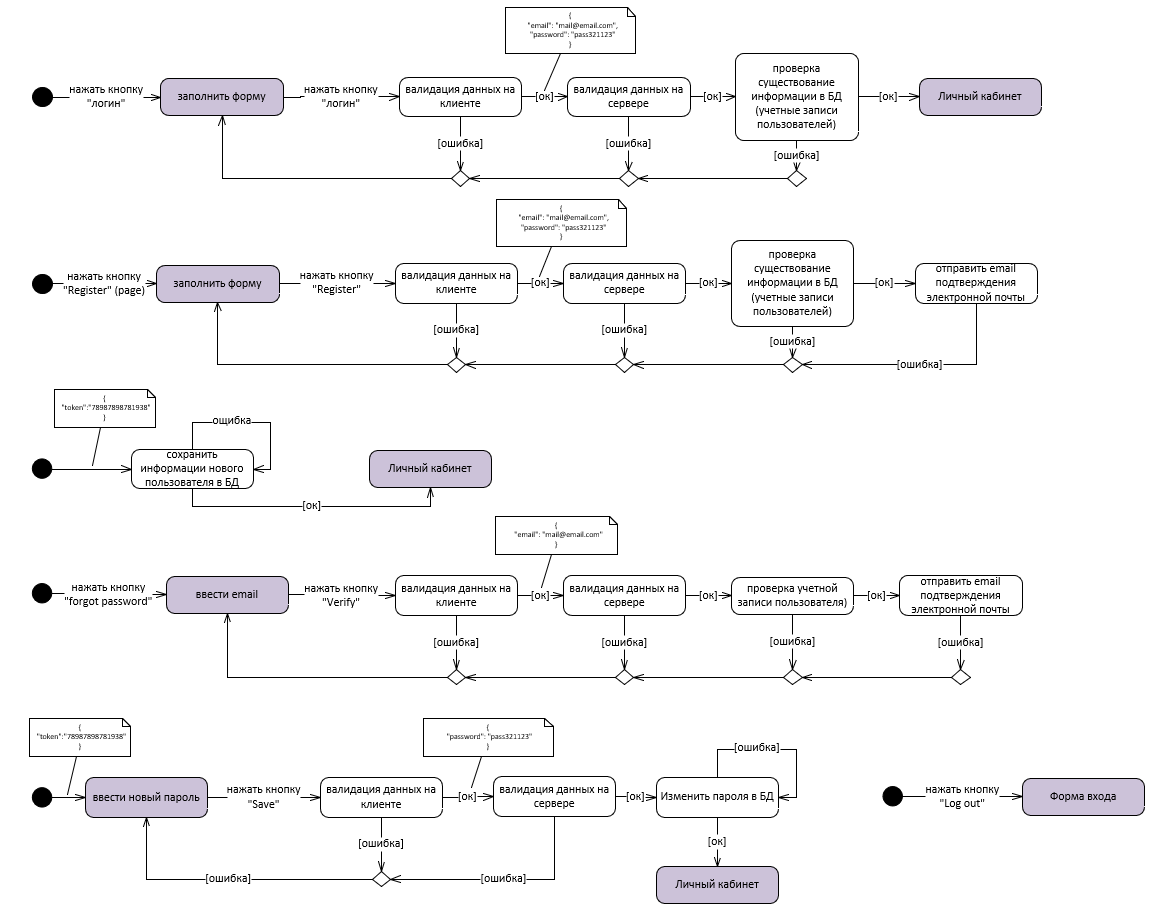 {
"email": "mail@email.com",
"password": "pass321123"
}
нажать кнопку
"логин"
заполнить форму
нажать кнопку
"логин"
валидация данных на
клиенте
[ок]
валидация данных на
сервере
[ок]
проверка
существование
информации в БД
(учетные записи
пользователей)
[ок]
Личный кабинет
[ошибка]
[ошибка]
[ошибка]
{
"email": "mail@email.com",
"password": "pass321123"
}
нажать кнопку
"Register" (page)
заполнить форму
нажать кнопку
"Register"
валидация данных на
клиенте
[ок]
валидация данных на
сервере
[ок]
проверка
существование
информации в БД
(учетные записи
пользователей)
[ок]
отправить email
подтверждения
электронной почты
[ошибка]
[ошибка]
[ошибка]
[ошибка]
{
"token":"78987898781938"
}
ощибка
сохранить
информации нового
пользователя в БД
Личный кабинет
[ок]
{
"email": "mail@email.com"
}
нажать кнопку
"forgot password"
ввести email
нажать кнопку
"Verify"
валидация данных на
клиенте
[ок]
валидация данных на
сервере
[ок]
проверка учетной
записи пользователя)
[ок]
отправить email
подтверждения
электронной почты
[ошибка]
[ошибка]
[ошибка]
[ошибка]
{
"token":"78987898781938"
}
{
"password": "pass321123"
}
[ошибка]
ввести новый пароль
нажать кнопку
"Save"
валидация данных на
клиенте
[ок]
валидация данных на
сервере
[ок]
Изменить пароля в БД
нажать кнопку
"Log out"
Форма входа
[ошибка]
[ок]
[ошибка]
[ошибка]
Личный кабинет